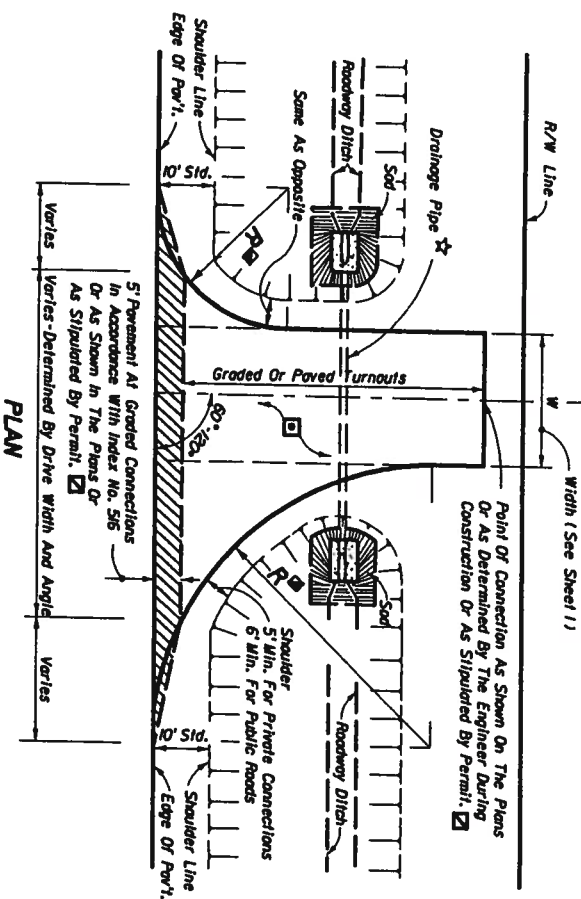 R/W Line
W
Width (See Sheet 1)
Point Of Connection As Shown On The Plans
Or As Determined By The Engineer During
Construction Or As Stipulated By Permit.
Drainage Pipe ☆
Sod
Roadway Ditch
Same As Opposite
Shoulder Line
Edge Of Pav't.
10' Std.
R
Graded Or Paved Turnouts
60°-120°
Sod
R
Roadway Ditch
Shoulder
5' Min. For Private Connections
6' Min. For Public Roads
10' Std.
Shoulder Line
Edge Of Pav't.
5' Pavement At Graded Connections
In Accordance With Index No. 516
Or As Shown In The Plans Or
As Stipulated By Permit.
Varies
Varies-Determined By Drive Width And Angle
Varies
PLAN